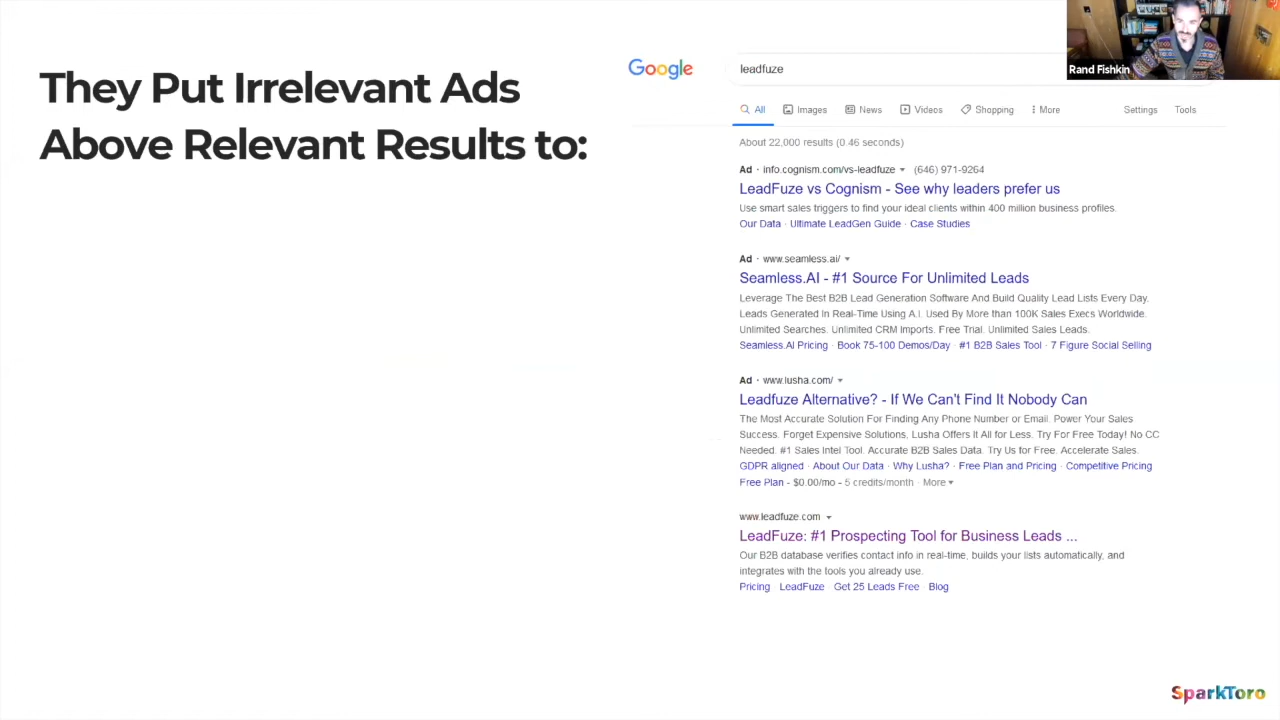 They Put Irrelevant Ads
Above Relevant Results to:
Google
leadfuze
Rand Fishkin
All Images News Videos Shopping More Settings Tools
About 22,000 results (0.46 seconds)
Ad · info.cognism.com/vs-leadfuze (646) 971-9264
LeadFuze vs Cognism - See why leaders prefer us
Use smart sales triggers to find your ideal clients within 400 million business profiles.
Our Data · Ultimate LeadGen Guide · Case Studies
Ad · www.seamless.ai/
Seamless.AI - #1 Source For Unlimited Leads
Leverage The Best B2B Lead Generation Software And Build Quality Lead Lists Every Day.
Leads Generated In Real-Time Using A.I. Used By More than 100K Sales Execs Worldwide.
Unlimited Searches. Unlimited CRM Imports. Free Trial. Unlimited Sales Leads.
Seamless.AI Pricing · Book 75-100 Demos/Day · #1 B2B Sales Tool · 7 Figure Social Selling
Ad · www.lusha.com/
Leadfuze Alternative? - If We Can't Find It Nobody Can
The Most Accurate Solution For Finding Any Phone Number or Email. Power Your Sales
Success. Forget Expensive Solutions, Lusha Offers It All for Less. Try For Free Today! No CC
Needed. #1 Sales Intel Tool. Accurate B2B Sales Data. Try Us for Free. Accelerate Sales.
GDPR aligned · About Our Data · Why Lusha? · Free Plan and Pricing · Competitive Pricing
Free Plan - $0.00/mo - 5 credits/month · More
www.leadfuze.com
LeadFuze: #1 Prospecting Tool for Business Leads ...
Our B2B database verifies contact info in real-time, builds your lists automatically, and
integrates with the tools you already use.
Pricing LeadFuze Get 25 Leads Free Blog
SparkToro